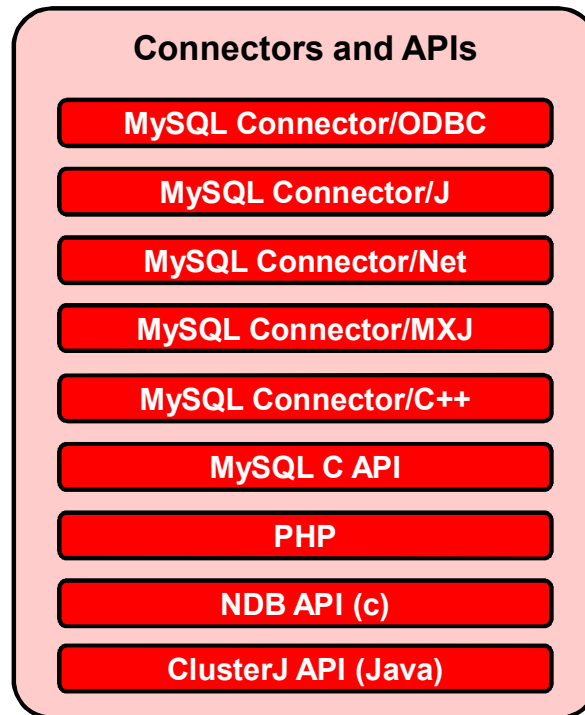 Connectors and APIs
MySQL Connector/ODBC
MySQL Connector/J
MySQL Connector/Net
MySQL Connector/MXJ
MySQL Connector/C++
MySQL C API
PHP
NDB API (c)
ClusterJ API (Java)